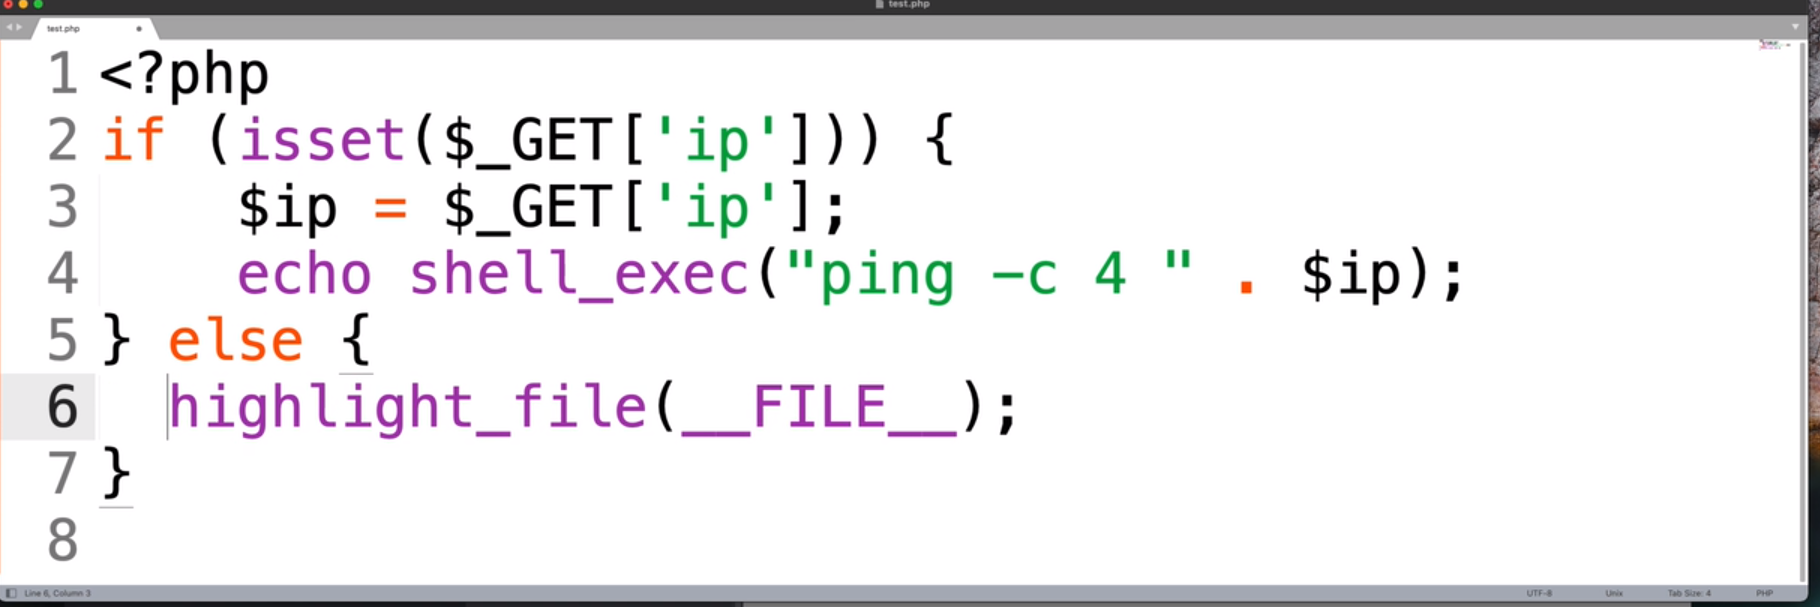 test.php
test.php
1 <?php
2 if (isset($_GET['ip'])) {
3     $ip = $_GET['ip'];
4     echo shell_exec("ping -c 4 " . $ip);
5 } else {
6   highlight_file(__FILE__);
7 }
8
Line 6, Column 3 UTF-8 Unix Tab Size: 4 PHP